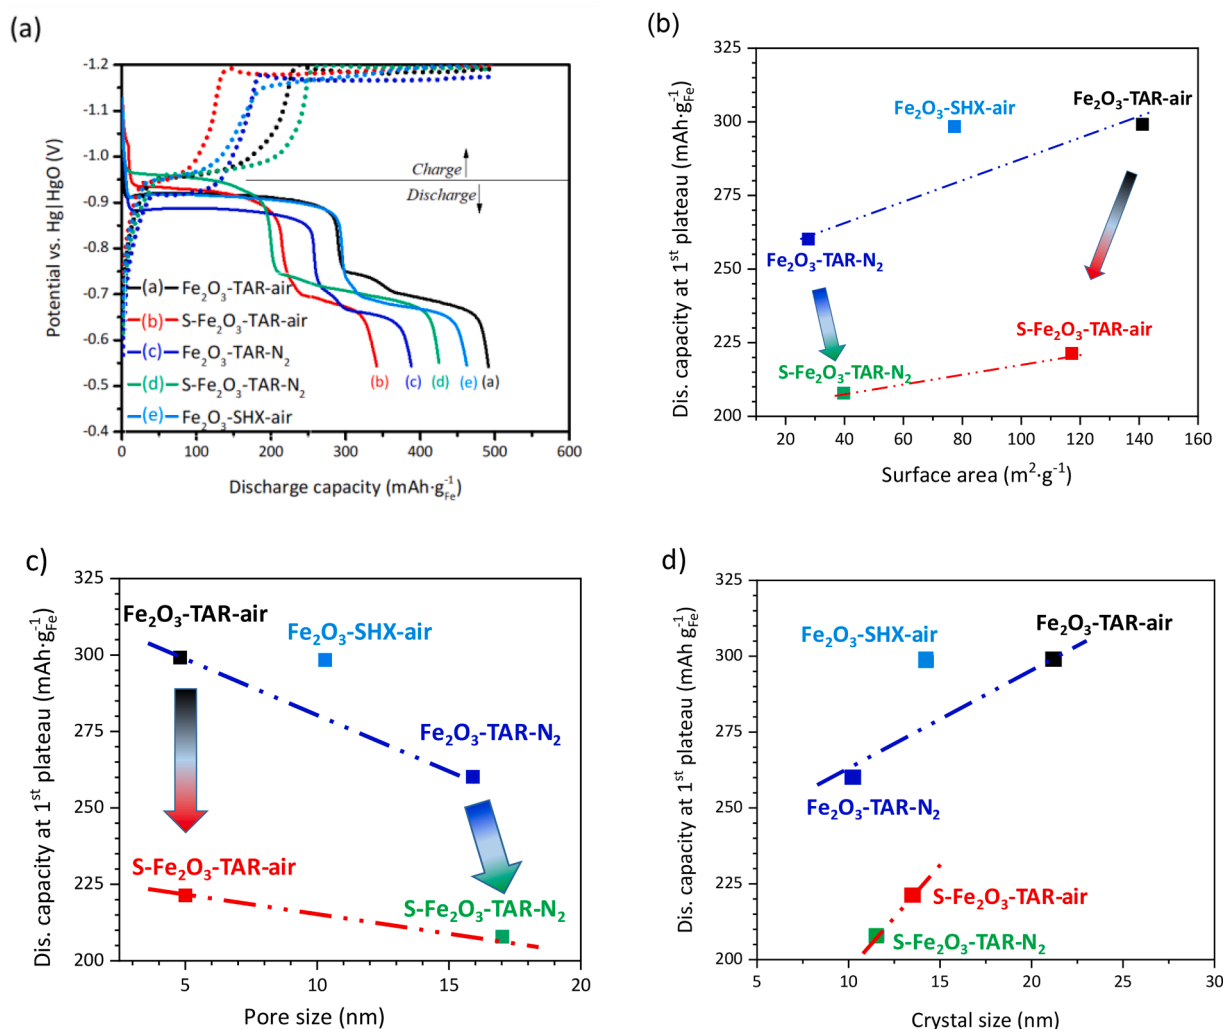 (a)
-1.2
-1.1
-1.0
-0.9
-0.8
-0.7
-0.6
-0.5
-0.4
Potential vs. Hg|HgO (V)
Charge
Discharge
(a) Fe₂O₃-TAR-air
(b) S-Fe₂O₃-TAR-air
(c) Fe₂O₃-TAR-N₂
(d) S-Fe₂O₃-TAR-N₂
(e) Fe₂O₃-SHX-air
(b) (c) (d) (e) (a)
0 100 200 300 400 500 600
Discharge capacity (mAh·g⁻¹Fe)
(b)
325
300
275
250
225
200
Dis. capacity at 1st plateau (mAh·g⁻¹Fe)
Fe₂O₃-SHX-air
Fe₂O₃-TAR-air
Fe₂O₃-TAR-N₂
S-Fe₂O₃-TAR-air
S-Fe₂O₃-TAR-N₂
20 40 60 80 100 120 140 160
Surface area (m²·g⁻¹)
c)
325
300
275
250
225
200
Dis. capacity at 1st plateau (mAh·g⁻¹Fe)
Fe₂O₃-TAR-air
Fe₂O₃-SHX-air
Fe₂O₃-TAR-N₂
S-Fe₂O₃-TAR-air
S-Fe₂O₃-TAR-N₂
5 10 15 20
Pore size (nm)
d)
325
300
275
250
225
200
Dis. capacity at 1st plateau (mAh g⁻¹Fe)
Fe₂O₃-SHX-air
Fe₂O₃-TAR-air
Fe₂O₃-TAR-N₂
S-Fe₂O₃-TAR-air
S-Fe₂O₃-TAR-N₂
5 10 15 20 25 30
Crystal size (nm)